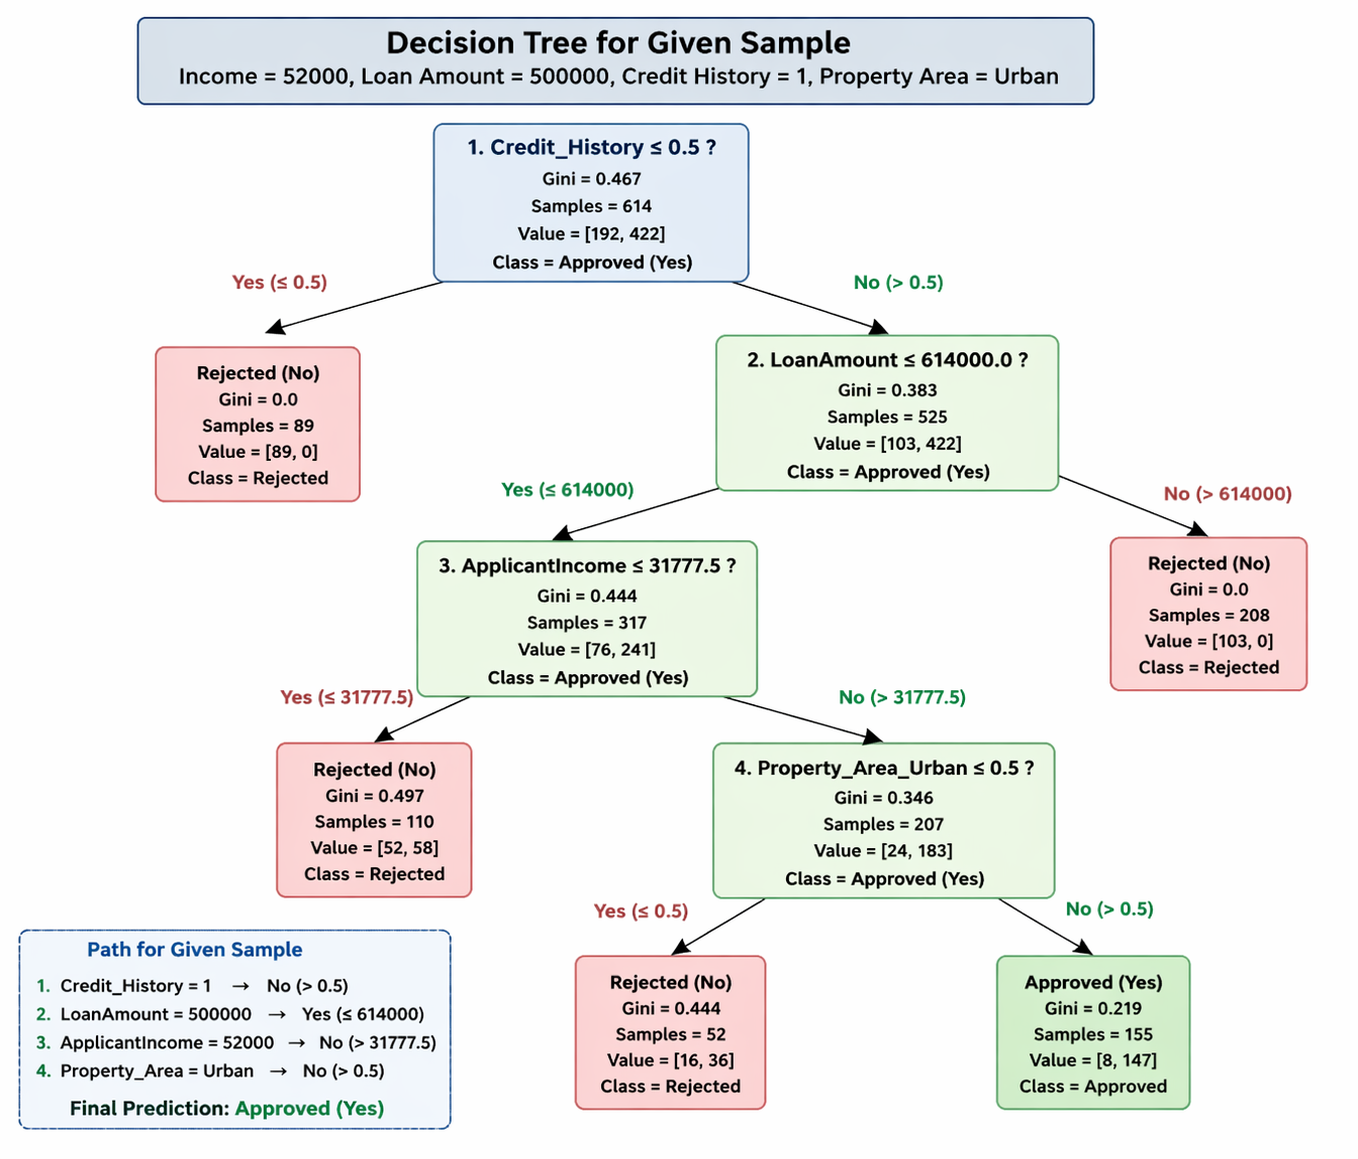 Decision Tree for Given Sample
Income = 52000, Loan Amount = 500000, Credit History = 1, Property Area = Urban
1. Credit_History ≤ 0.5 ?
Gini = 0.467
Samples = 614
Value = [192, 422]
Class = Approved (Yes)
Yes (≤ 0.5)
No (> 0.5)
Rejected (No)
Gini = 0.0
Samples = 89
Value = [89, 0]
Class = Rejected
2. LoanAmount ≤ 614000.0 ?
Gini = 0.383
Samples = 525
Value = [103, 422]
Class = Approved (Yes)
Yes (≤ 614000)
No (> 614000)
3. ApplicantIncome ≤ 31777.5 ?
Gini = 0.444
Samples = 317
Value = [76, 241]
Class = Approved (Yes)
Rejected (No)
Gini = 0.0
Samples = 208
Value = [103, 0]
Class = Rejected
Yes (≤ 31777.5)
No (> 31777.5)
Rejected (No)
Gini = 0.497
Samples = 110
Value = [52, 58]
Class = Rejected
4. Property_Area_Urban ≤ 0.5 ?
Gini = 0.346
Samples = 207
Value = [24, 183]
Class = Approved (Yes)
Yes (≤ 0.5)
No (> 0.5)
Rejected (No)
Gini = 0.444
Samples = 52
Value = [16, 36]
Class = Rejected
Approved (Yes)
Gini = 0.219
Samples = 155
Value = [8, 147]
Class = Approved
Path for Given Sample
1. Credit_History = 1 → No (> 0.5)
2. LoanAmount = 500000 → Yes (≤ 614000)
3. ApplicantIncome = 52000 → No (> 31777.5)
4. Property_Area = Urban → No (> 0.5)
Final Prediction: Approved (Yes)